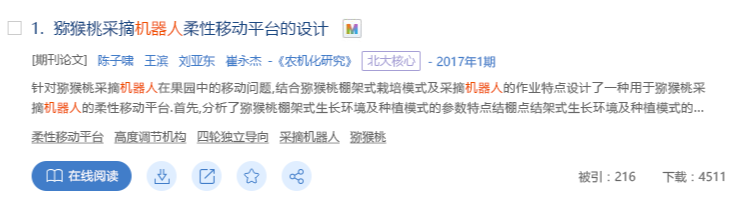 1. 猕猴桃采摘机器人柔性移动平台的设计 M
[期刊论文] 陈子啸 王滨 刘亚东 崔永杰 -《农机化研究》 北大核心 - 2017年1期
针对猕猴桃采摘机器人在果园中的移动问题,结合猕猴桃棚架式栽培模式及采摘机器人的作业特点设计了一种用于猕猴桃采
摘机器人的柔性移动平台.首先,分析了猕猴桃棚架式生长环境及种植模式的参数特点结棚点结架式生长环境及种植模式的...
柔性移动平台 高度调节机构 四轮独立导向 采摘机器人 猕猴桃
在线阅读 被引：216 下载：4511